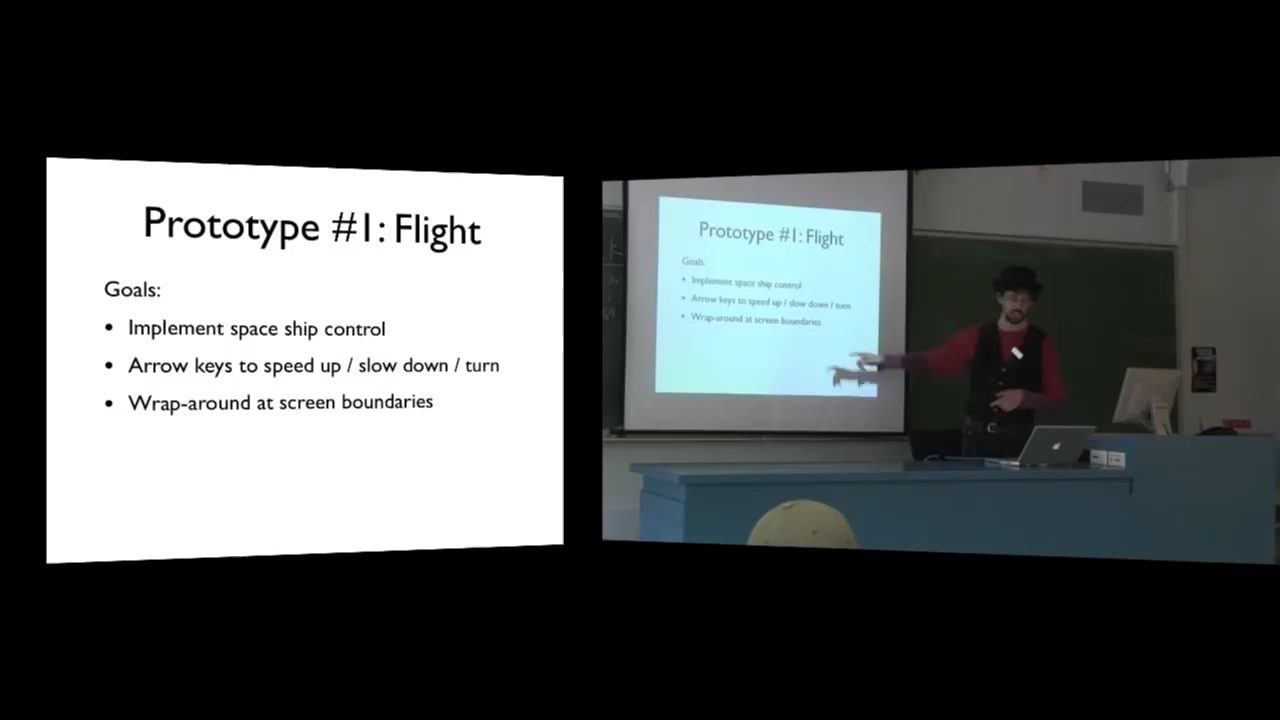 Prototype #1: Flight
Goals:
• Implement space ship control
• Arrow keys to speed up / slow down / turn
• Wrap-around at screen boundaries
Prototype #1: Flight
Goals:
• Implement space ship control
• Arrow keys to speed up / slow down / turn
• Wrap-around at screen boundaries